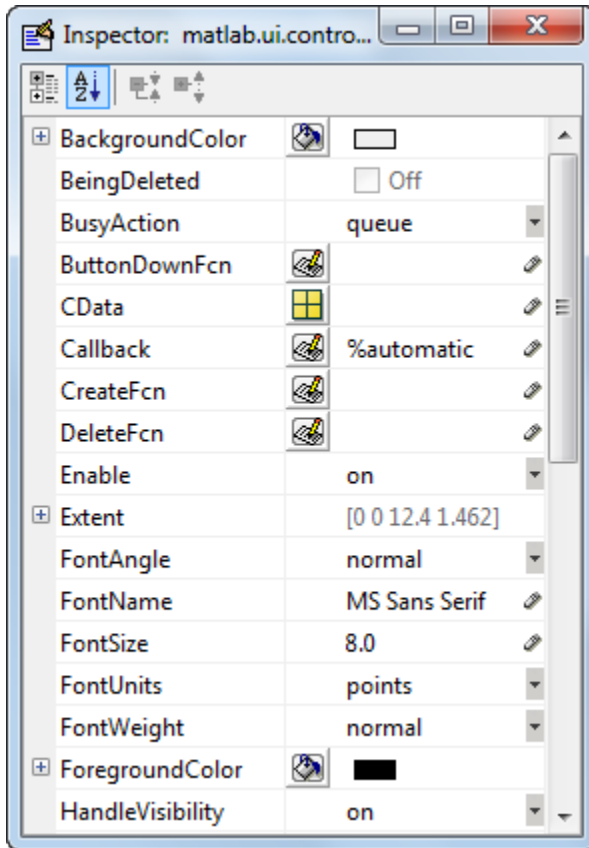 Inspector: matlab.ui.contro...
A Z
BackgroundColor
BeingDeleted Off
BusyAction queue
ButtonDownFcn
CData
Callback %automatic
CreateFcn
DeleteFcn
Enable on
Extent [0 0 12.4 1.462]
FontAngle normal
FontName MS Sans Serif
FontSize 8.0
FontUnits points
FontWeight normal
ForegroundColor
HandleVisibility on